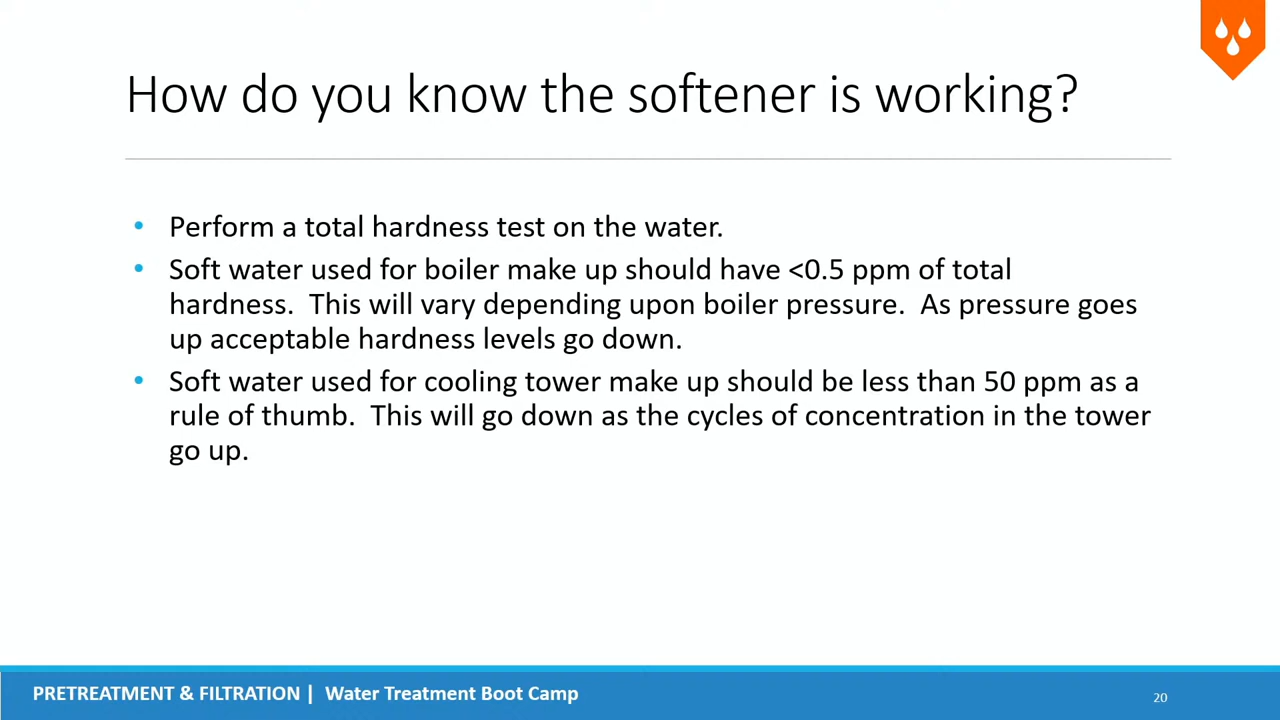 How do you know the softener is working?
• Perform a total hardness test on the water.
• Soft water used for boiler make up should have <0.5 ppm of total
hardness.  This will vary depending upon boiler pressure.  As pressure goes
up acceptable hardness levels go down.
• Soft water used for cooling tower make up should be less than 50 ppm as a
rule of thumb.  This will go down as the cycles of concentration in the tower
go up.
PRETREATMENT & FILTRATION | Water Treatment Boot Camp
20